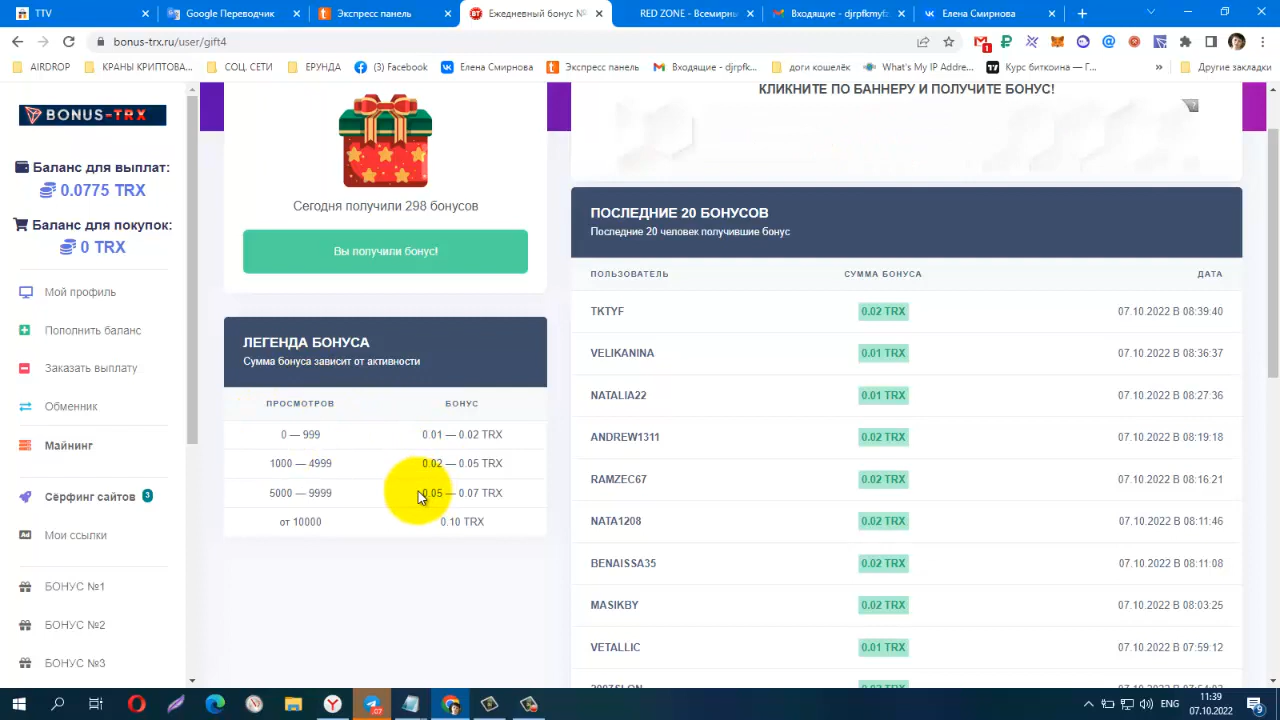 TTV
Google Переводчик
Экспресс панель
Ежедневный бонус №
RED ZONE - Всемирн
Входящие - djrpfkmyfz
Елена Смирнова
bonus-trx.ru/user/gift4
1
AIRDROP
КРАНЫ КРИПТОВА...
СОЦ. СЕТИ
ЕРУНДА
(3) Facebook
Елена Смирнова
Экспресс панель
Входящие - djrpfk...
доги кошелёк
What's My IP Addre...
Курс биткоина — Г...
»
Другие закладки
BONUS-TRX
Баланс для выплат:
0.0775 TRX
Баланс для покупок:
0 TRX
Мой профиль
Пополнить баланс
Заказать выплату
Обменник
Майнинг
Сёрфинг сайтов 3
Мои ссылки
БОНУС №1
БОНУС №2
БОНУС №3
Сегодня получили 298 бонусов
Вы получили бонус!
ЛЕГЕНДА БОНУСА
Сумма бонуса зависит от активности
ПРОСМОТРОВ БОНУС
0 — 999 0.01 — 0.02 TRX
1000 — 4999 0.02 — 0.05 TRX
5000 — 9999 0.05 — 0.07 TRX
от 10000 0.10 TRX
КЛИКНИТЕ ПО БАННЕРУ И ПОЛУЧИТЕ БОНУС!
ПОСЛЕДНИЕ 20 БОНУСОВ
Последние 20 человек получившие бонус
ПОЛЬЗОВАТЕЛЬ СУММА БОНУСА ДАТА
TKTYF 0.02 TRX 07.10.2022 В 08:39:40
VELIKANINA 0.01 TRX 07.10.2022 В 08:36:37
NATALIA22 0.01 TRX 07.10.2022 В 08:27:36
ANDREW1311 0.02 TRX 07.10.2022 В 08:19:18
RAMZEC67 0.02 TRX 07.10.2022 В 08:16:21
NATA1208 0.02 TRX 07.10.2022 В 08:11:46
BENAISSA35 0.02 TRX 07.10.2022 В 08:11:08
MASIKBY 0.02 TRX 07.10.2022 В 08:03:25
VETALLIC 0.01 TRX 07.10.2022 В 07:59:12
ENG
11:39
07.10.2022